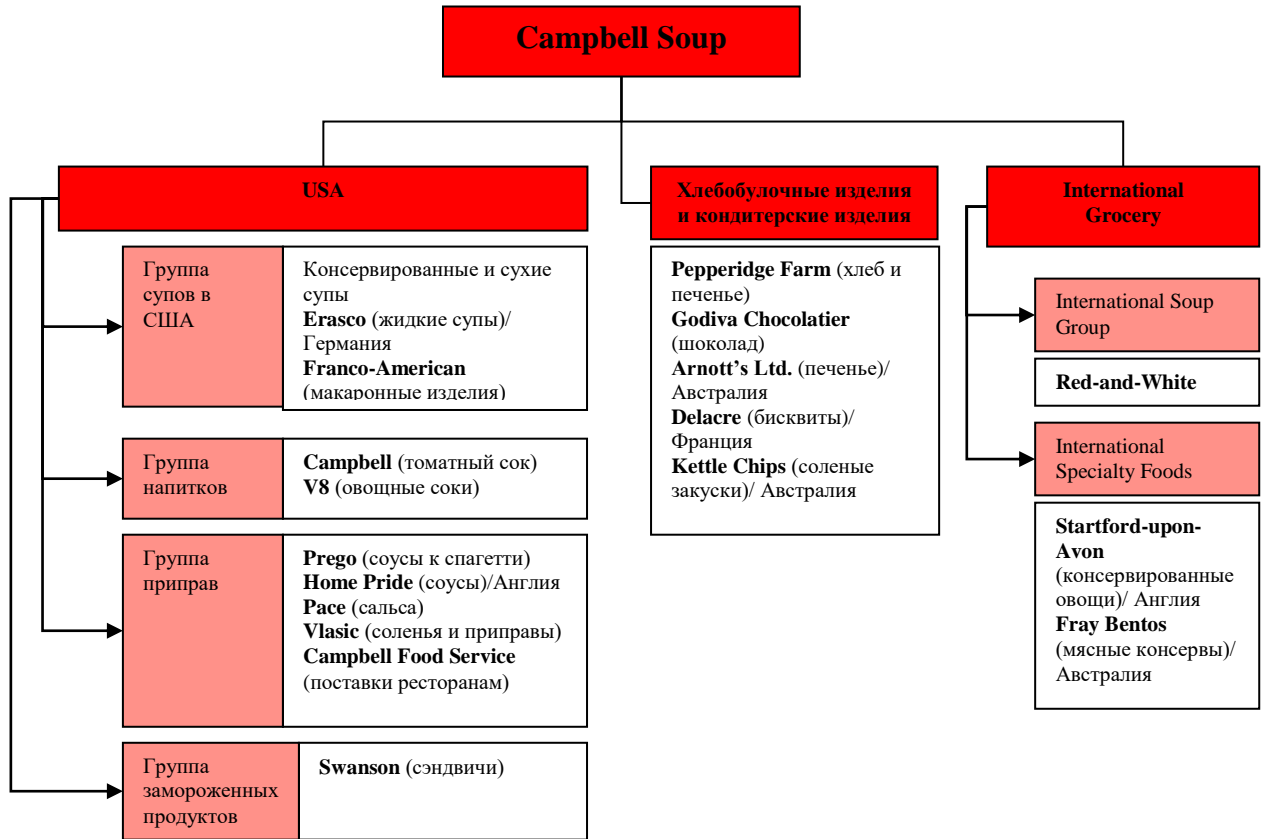 Campbell Soup
USA
Группа
супов в
США
Консервированные и сухие
супы
Erasco (жидкие супы)/
Германия
Franco-American
(макаронные изделия)
Группа
напитков
Campbell (томатный сок)
V8 (овощные соки)
Группа
приправ
Prego (соусы к спагетти)
Home Pride (соусы)/Англия
Pace (сальса)
Vlasic (соленья и приправы)
Campbell Food Service
(поставки ресторанам)
Группа
замороженных
продуктов
Swanson (сэндвичи)
Хлебобулочные изделия
и кондитерские изделия
Pepperidge Farm (хлеб и
печенье)
Godiva Chocolatier
(шоколад)
Arnott’s Ltd. (печенье)/
Австралия
Delacre (бисквиты)/
Франция
Kettle Chips (соленые
закуски)/ Австралия
International
Grocery
International Soup
Group
Red-and-White
International
Specialty Foods
Startford-upon-
Avon
(консервированные
овощи)/ Англия
Fray Bentos
(мясные консервы)/
Австралия